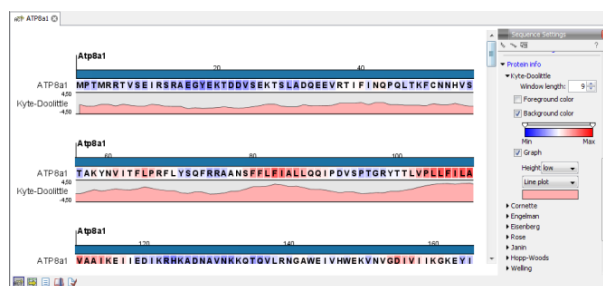 ATP8a1
Atp8a1
20
40
ATP8a1 MPTMRRTVSEIRSRAEGYEKTDDVSEKTSLADQEEVRTIFINQPQLTKFCNNHVS
4,50
Kyte-Doolittle
-4,50
Atp8a1
60
80
100
ATP8a1 TAKYNVITFLPRFLYSQFRRAANSFFLFIALLQQIPDVSPTGRYTTLVPLLFILA
4,50
Kyte-Doolittle
-4,50
Atp8a1
120
140
160
ATP8a1 VAAIKEIIEDIKRHKADNAVNKKQTQVLRNGAWEIVHWEKVNVGDIVIIKGKEYI
Sequence Settings
?
Protein info
Kyte-Doolittle
Window length: 9
Foreground color
Background color
Min Max
Graph
Height low
Line plot
Cornette
Engelman
Eisenberg
Rose
Janin
Hopp-Woods
Welling